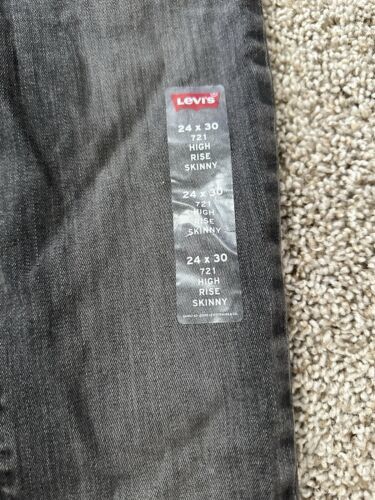 LEVI'S
24 x 30
721
HIGH
RISE
SKINNY
24 x 30
721
HIGH
RISE
SKINNY
24 x 30
721
HIGH
RISE
SKINNY